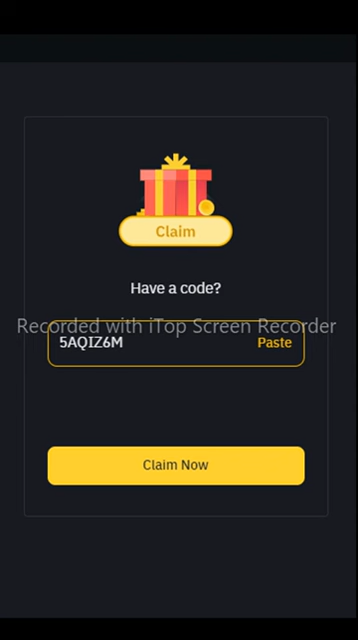 Claim
Have a code?
Recorded with iTop Screen Recorder
5AQIZ6M Paste
Claim Now